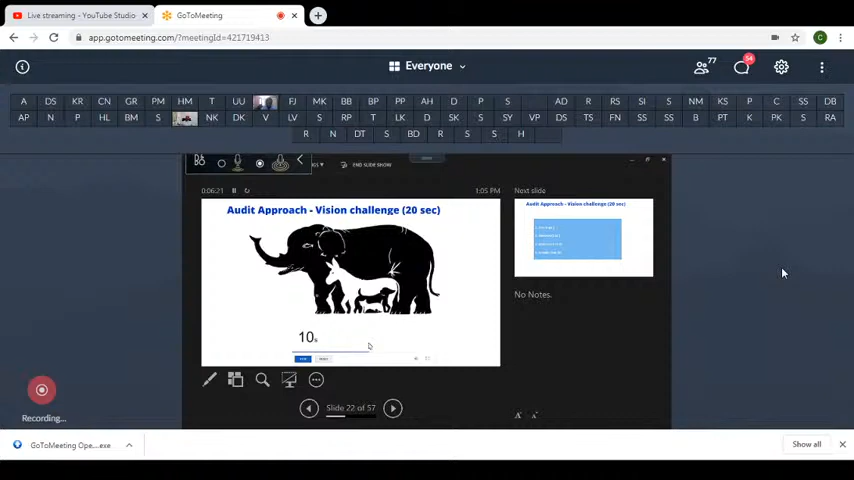 Live streaming - YouTube Studio
GoToMeeting
app.gotomeeting.com/?meetingId=421719413
C
Everyone
77
54
A DS KR CN GR PM HM T UU FJ MK BB BP PP AH D P S AD R RS SI S NM KS P C SS DB
AP N P HL BM S NK DK V LV S RP T LK D SK S SY VP DS TS FN SS SS B PT K PK S RA
R N DT S BD R S S H
END SLIDE SHOW
0:06:21
1:05 PM
Next slide
Audit Approach - Vision challenge (20 sec)
Audit Approach - Vision challenge (20 sec)
No Notes.
10s
Slide 22 of 57
A A
Recording...
GoToMeeting Ope....exe
Show all